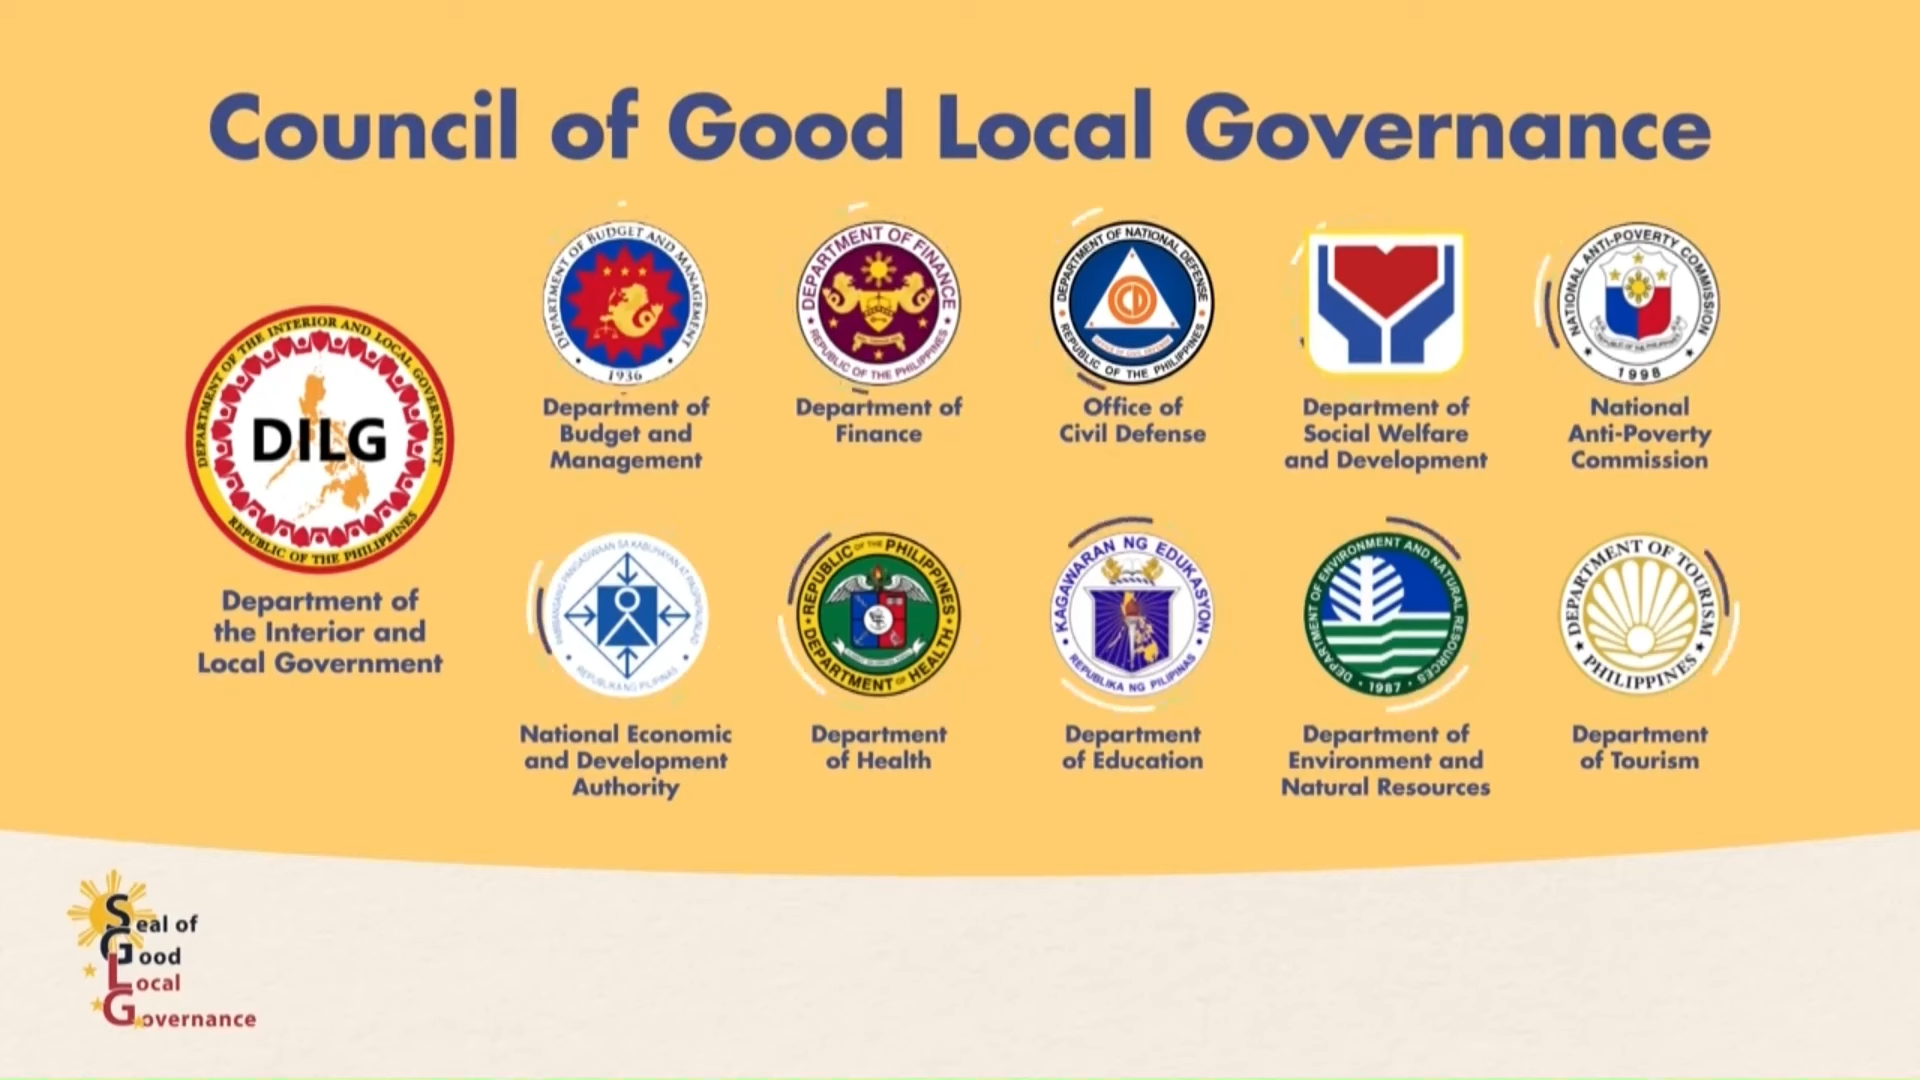 Council of Good Local Governance
DEPARTMENT OF THE INTERIOR AND LOCAL GOVERNMENT
DILG
REPUBLIC OF THE PHILIPPINES
Department of
the Interior and
Local Government
DEPARTMENT OF BUDGET AND MANAGEMENT
1936
Department of
Budget and
Management
DEPARTMENT OF FINANCE
REPUBLIC OF THE PHILIPPINES
Department of
Finance
DEPARTMENT OF NATIONAL DEFENSE
CD
REPUBLIC OF THE PHILIPPINES
Office of
Civil Defense
Department of
Social Welfare
and Development
NATIONAL ANTI-POVERTY COMMISSION
1998
National
Anti-Poverty
Commission
REPUBLIKA NG PILIPINAS
National Economic
and Development
Authority
REPUBLIC OF THE PHILIPPINES
DEPARTMENT OF HEALTH
Department
of Health
KAGAWARAN NG EDUKASYON
REPUBLIKA NG PILIPINAS
Department
of Education
DEPARTMENT OF ENVIRONMENT AND NATURAL RESOURCES
1987
Department of
Environment and
Natural Resources
DEPARTMENT OF TOURISM
PHILIPPINES
Department
of Tourism
Seal of
Good
Local
Governance